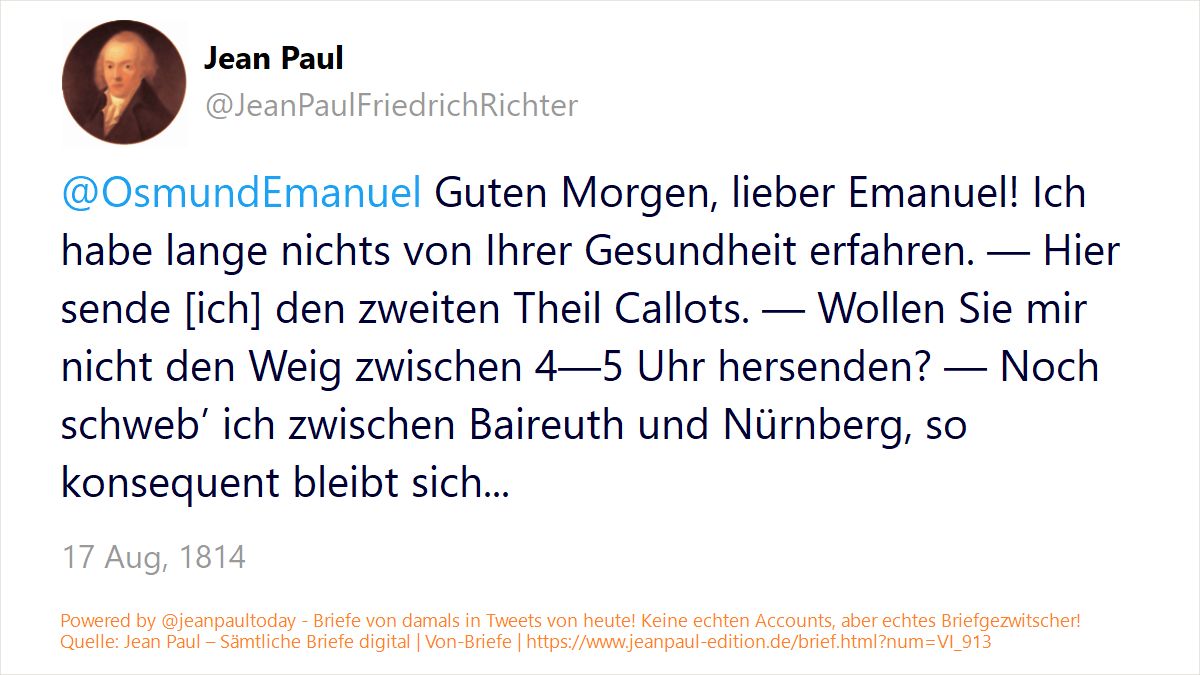 Jean Paul
@JeanPaulFriedrichRichter
@OsmundEmanuel Guten Morgen, lieber Emanuel! Ich
habe lange nichts von Ihrer Gesundheit erfahren. — Hier
sende [ich] den zweiten Theil Callots. — Wollen Sie mir
nicht den Weig zwischen 4—5 Uhr hersenden? — Noch
schweb’ ich zwischen Baireuth und Nürnberg, so
konsequent bleibt sich...
17 Aug, 1814
Powered by @jeanpaultoday - Briefe von damals in Tweets von heute! Keine echten Accounts, aber echtes Briefgezwitscher!
Quelle: Jean Paul – Sämtliche Briefe digital | Von-Briefe | https://www.jeanpaul-edition.de/brief.html?num=VI_913